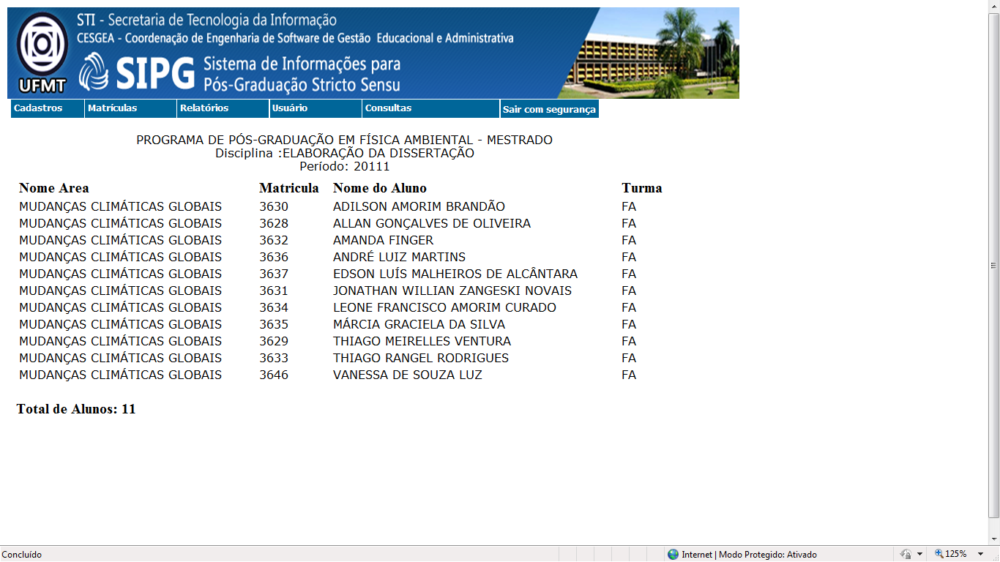 STI - Secretaria de Tecnologia da Informação
CESGEA - Coordenação de Engenharia de Software de Gestão Educacional e Administrativa
UFMT
SIPG
Sistema de Informações para
Pós-Graduação Stricto Sensu
Cadastros Matrículas Relatórios Usuário Consultas Sair com segurança
PROGRAMA DE PÓS-GRADUAÇÃO EM FÍSICA AMBIENTAL - MESTRADO
Disciplina :ELABORAÇÃO DA DISSERTAÇÃO
Período: 20111
Nome Area Matricula Nome do Aluno Turma
MUDANÇAS CLIMÁTICAS GLOBAIS 3630 ADILSON AMORIM BRANDÃO FA
MUDANÇAS CLIMÁTICAS GLOBAIS 3628 ALLAN GONÇALVES DE OLIVEIRA FA
MUDANÇAS CLIMÁTICAS GLOBAIS 3632 AMANDA FINGER FA
MUDANÇAS CLIMÁTICAS GLOBAIS 3636 ANDRÉ LUIZ MARTINS FA
MUDANÇAS CLIMÁTICAS GLOBAIS 3637 EDSON LUÍS MALHEIROS DE ALCÂNTARA FA
MUDANÇAS CLIMÁTICAS GLOBAIS 3631 JONATHAN WILLIAN ZANGESKI NOVAIS FA
MUDANÇAS CLIMÁTICAS GLOBAIS 3634 LEONE FRANCISCO AMORIM CURADO FA
MUDANÇAS CLIMÁTICAS GLOBAIS 3635 MÁRCIA GRACIELA DA SILVA FA
MUDANÇAS CLIMÁTICAS GLOBAIS 3629 THIAGO MEIRELLES VENTURA FA
MUDANÇAS CLIMÁTICAS GLOBAIS 3633 THIAGO RANGEL RODRIGUES FA
MUDANÇAS CLIMÁTICAS GLOBAIS 3646 VANESSA DE SOUZA LUZ FA
Total de Alunos: 11
Concluído Internet | Modo Protegido: Ativado 125%